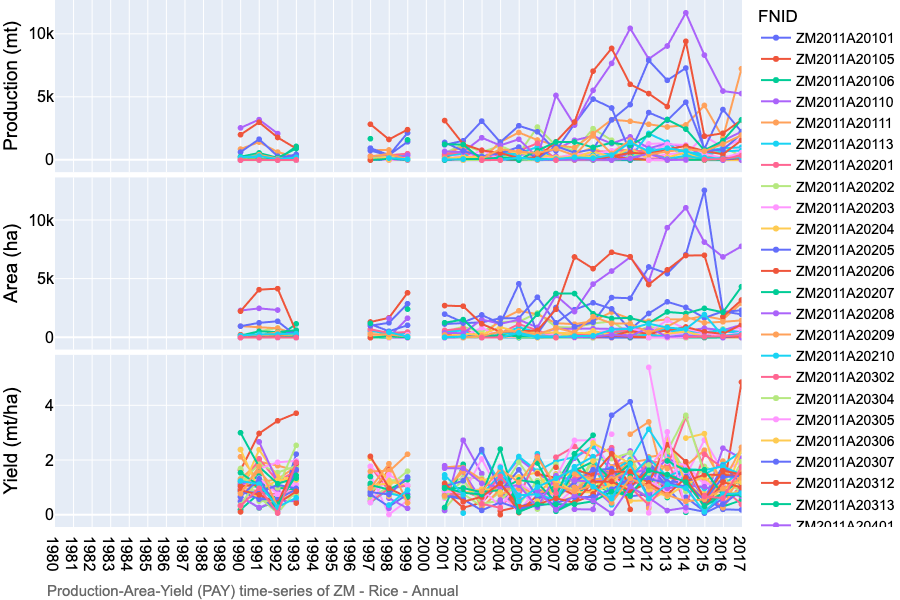 FNID
Production (mt)
10k
5k
0
Area (ha)
10k
5k
0
Yield (mt/ha)
4
2
0
1980 1981 1982 1983 1984 1985 1986 1987 1988 1989 1990 1991 1992 1993 1994 1995 1996 1997 1998 1999 2000 2001 2002 2003 2004 2005 2006 2007 2008 2009 2010 2011 2012 2013 2014 2015 2016 2017
ZM2011A20101
ZM2011A20105
ZM2011A20106
ZM2011A20110
ZM2011A20111
ZM2011A20113
ZM2011A20201
ZM2011A20202
ZM2011A20203
ZM2011A20204
ZM2011A20205
ZM2011A20206
ZM2011A20207
ZM2011A20208
ZM2011A20209
ZM2011A20210
ZM2011A20302
ZM2011A20304
ZM2011A20305
ZM2011A20306
ZM2011A20307
ZM2011A20312
ZM2011A20313
ZM2011A20401
Production-Area-Yield (PAY) time-series of ZM - Rice - Annual